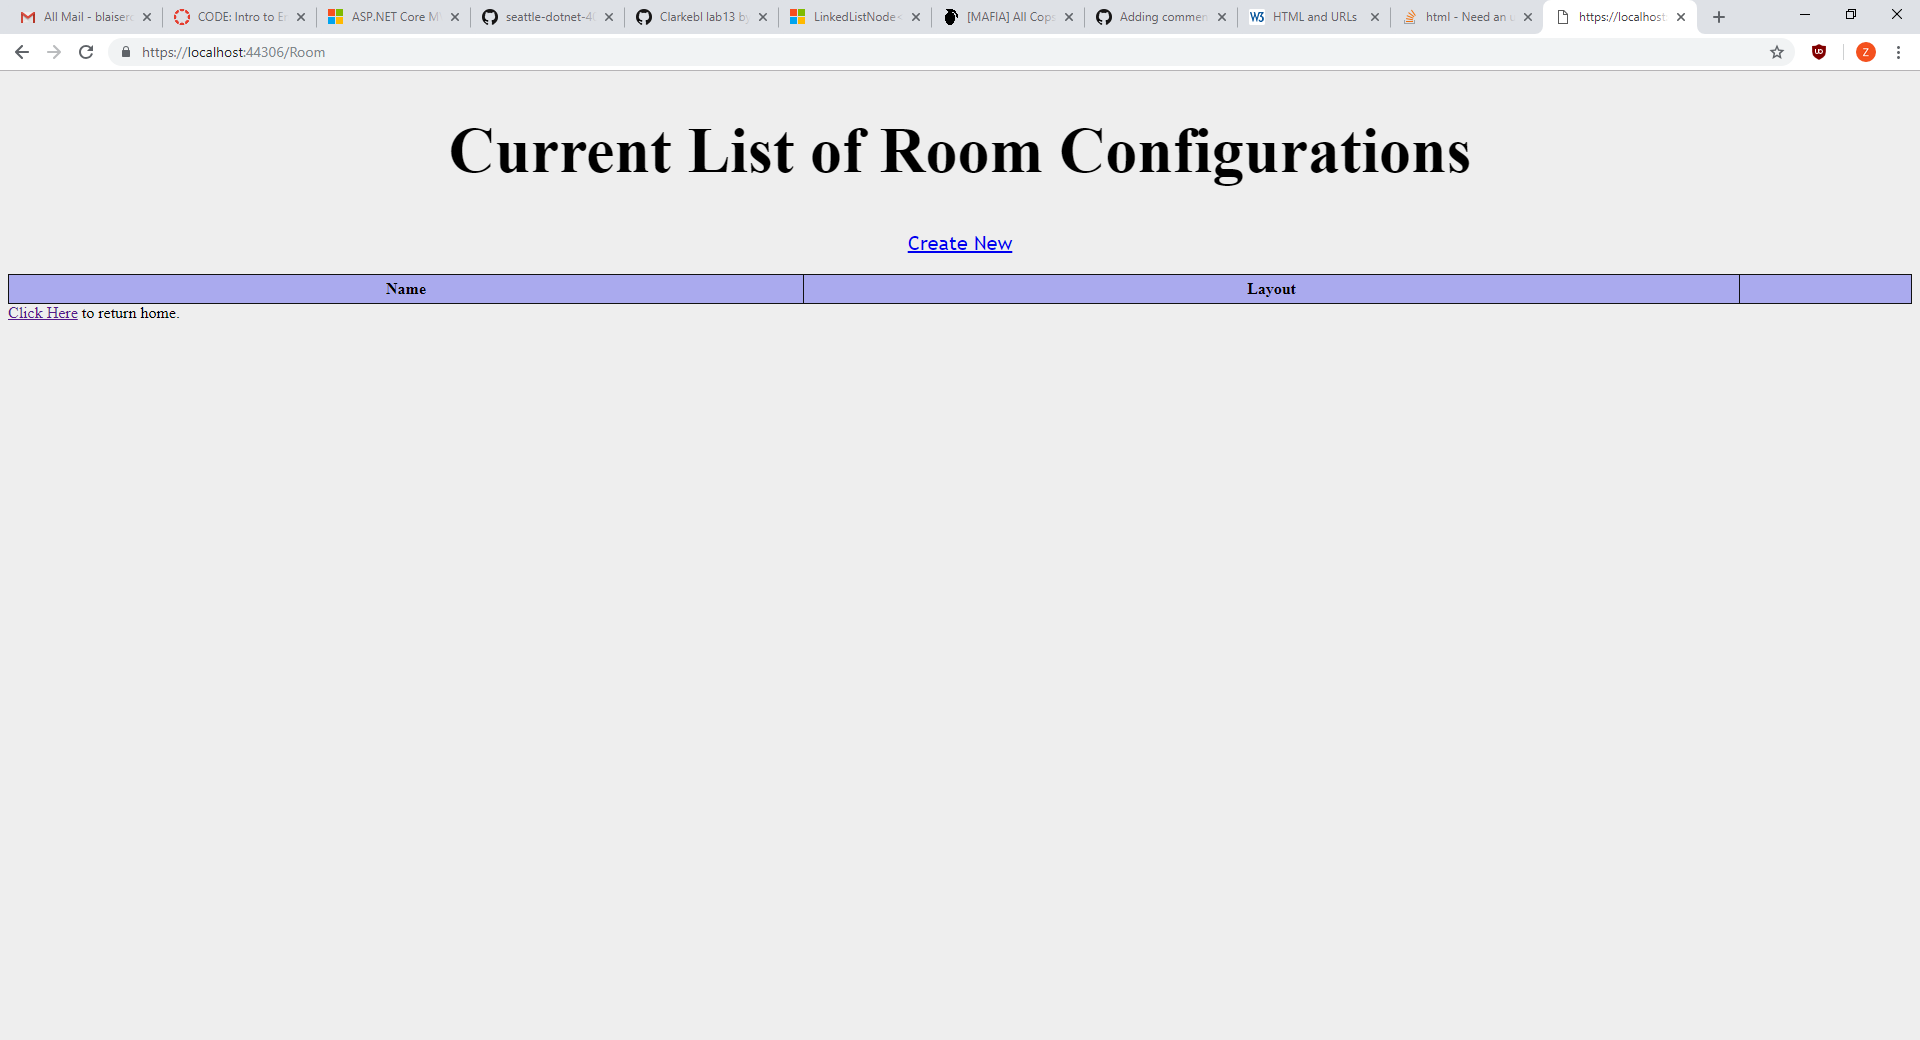 All Mail - blaiserc
CODE: Intro to E
ASP.NET Core M
seattle-dotnet-4
Clarkebl lab13 b
LinkedListNode
[MAFIA] All Cops
Adding commen
W3 HTML and URLs
html - Need an
https://localhost
https://localhost:44306/Room
Z
Current List of Room Configurations
Create New
Name Layout
Click Here to return home.